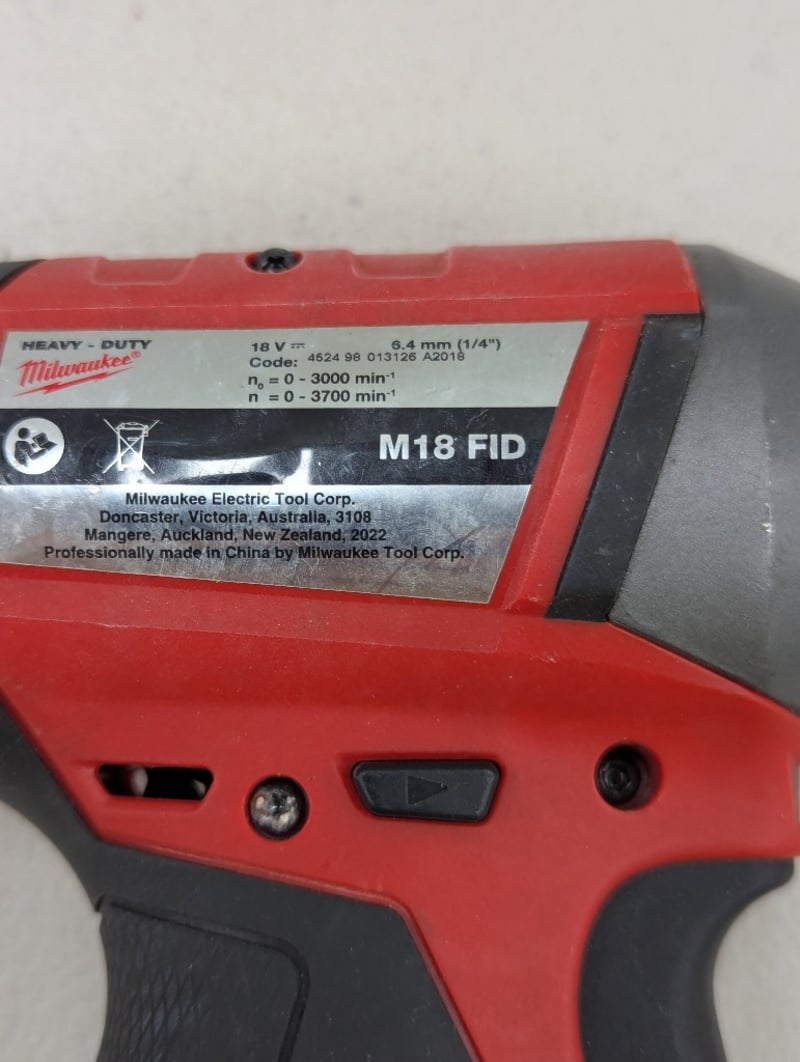 HEAVY - DUTY
Milwaukee®
18 V ⎓ 6.4 mm (1/4")
Code: 4524 98 013126 A2018
n₀ = 0 - 3000 min⁻¹
n = 0 - 3700 min⁻¹
M18 FID
Milwaukee Electric Tool Corp.
Doncaster, Victoria, Australia, 3108
Mangere, Auckland, New Zealand, 2022
Professionally made in China by Milwaukee Tool Corp.